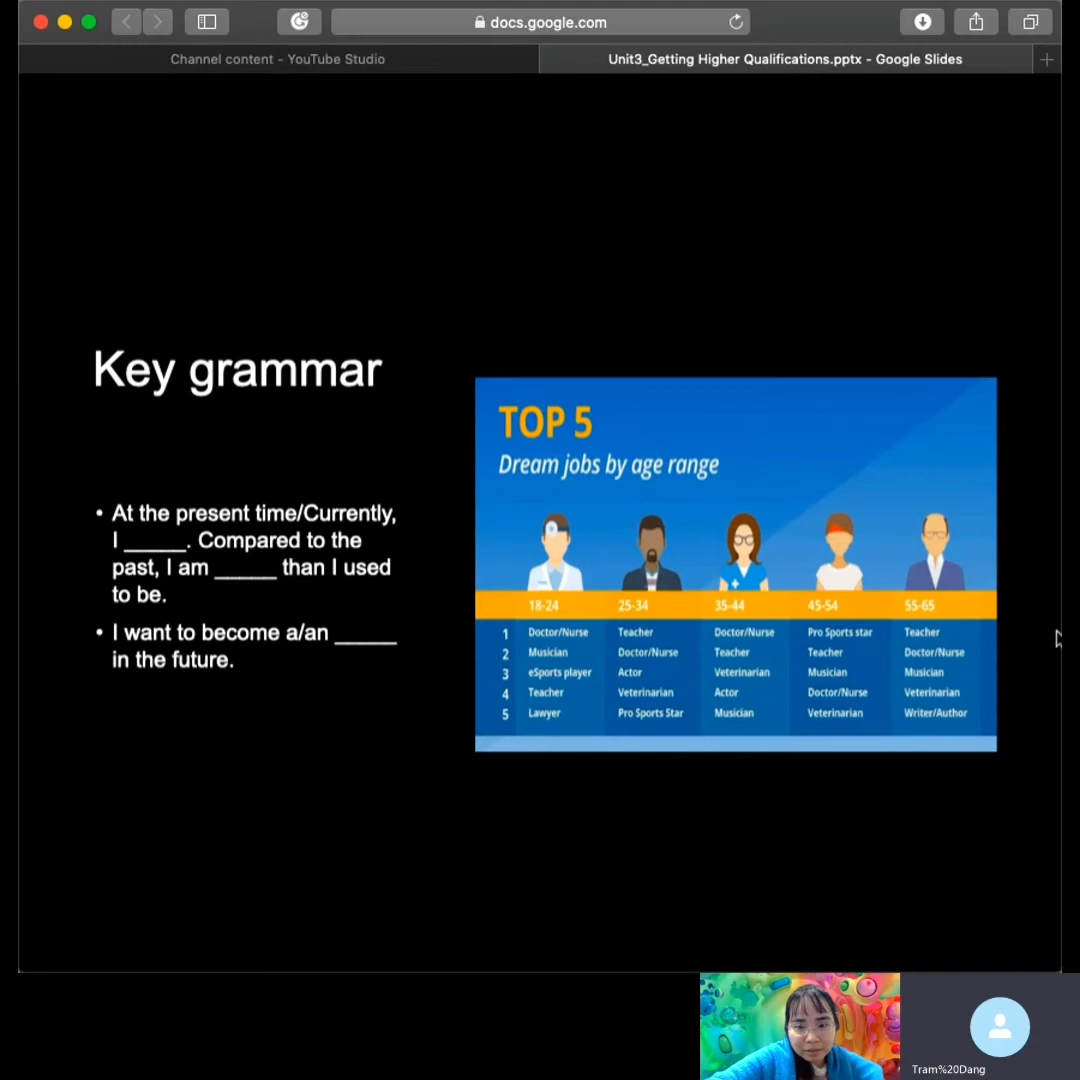 docs.google.com
Channel content - YouTube Studio
Unit3_Getting Higher Qualifications.pptx - Google Slides
Key grammar
• At the present time/Currently,
I _____. Compared to the
past, I am _____ than I used
to be.
• I want to become a/an _____
in the future.
TOP 5
Dream jobs by age range
18-24 25-34 35-44 45-54 55-65
1 Doctor/Nurse Teacher Doctor/Nurse Pro Sports star Teacher
2 Musician Doctor/Nurse Teacher Teacher Doctor/Nurse
3 eSports player Actor Veterinarian Musician Musician
4 Teacher Veterinarian Actor Doctor/Nurse Veterinarian
5 Lawyer Pro Sports Star Musician Veterinarian Writer/Author
Tram%20Dang